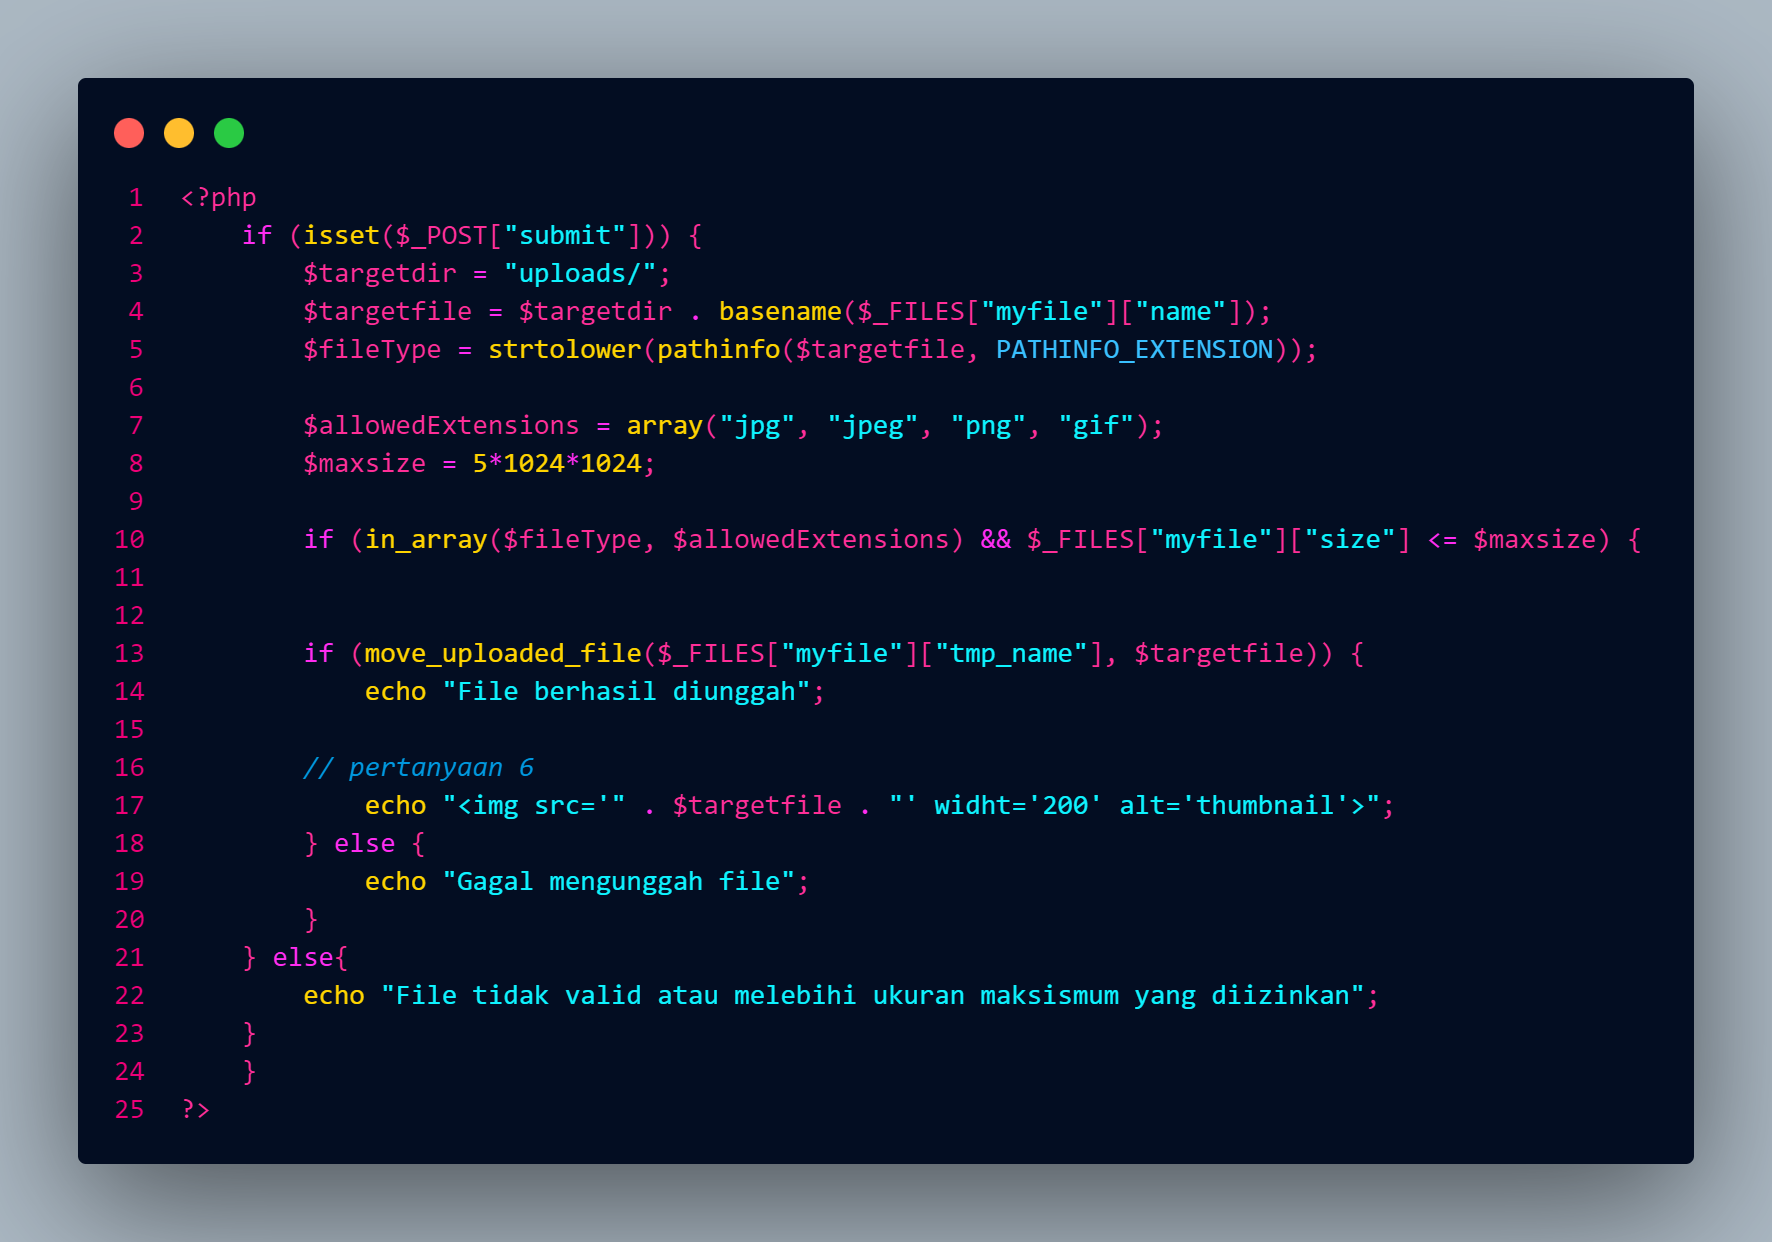 1 <?php
2     if (isset($_POST["submit"])) {
3         $targetdir = "uploads/";
4         $targetfile = $targetdir . basename($_FILES["myfile"]["name"]);
5         $fileType = strtolower(pathinfo($targetfile, PATHINFO_EXTENSION));
6
7         $allowedExtensions = array("jpg", "jpeg", "png", "gif");
8         $maxsize = 5*1024*1024;
9
10         if (in_array($fileType, $allowedExtensions) && $_FILES["myfile"]["size"] <= $maxsize) {
11
12
13         if (move_uploaded_file($_FILES["myfile"]["tmp_name"], $targetfile)) {
14             echo "File berhasil diunggah";
15
16         // pertanyaan 6
17             echo "<img src='" . $targetfile . "' widht='200' alt='thumbnail'>";
18         } else {
19             echo "Gagal mengunggah file";
20         }
21     } else{
22         echo "File tidak valid atau melebihi ukuran maksismum yang diizinkan";
23     }
24     }
25 ?>